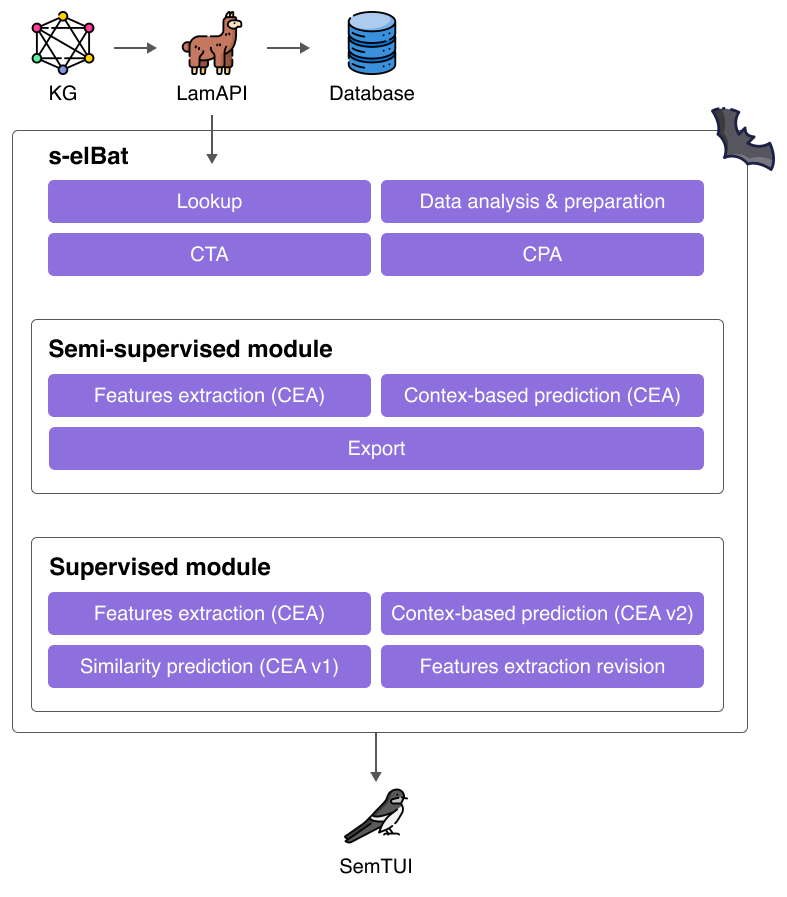 KG
LamAPI
Database
s-elBat
Lookup
Data analysis & preparation
CTA
CPA
Semi-supervised module
Features extraction (CEA)
Contex-based prediction (CEA)
Export
Supervised module
Features extraction (CEA)
Contex-based prediction (CEA v2)
Similarity prediction (CEA v1)
Features extraction revision
SemTUI